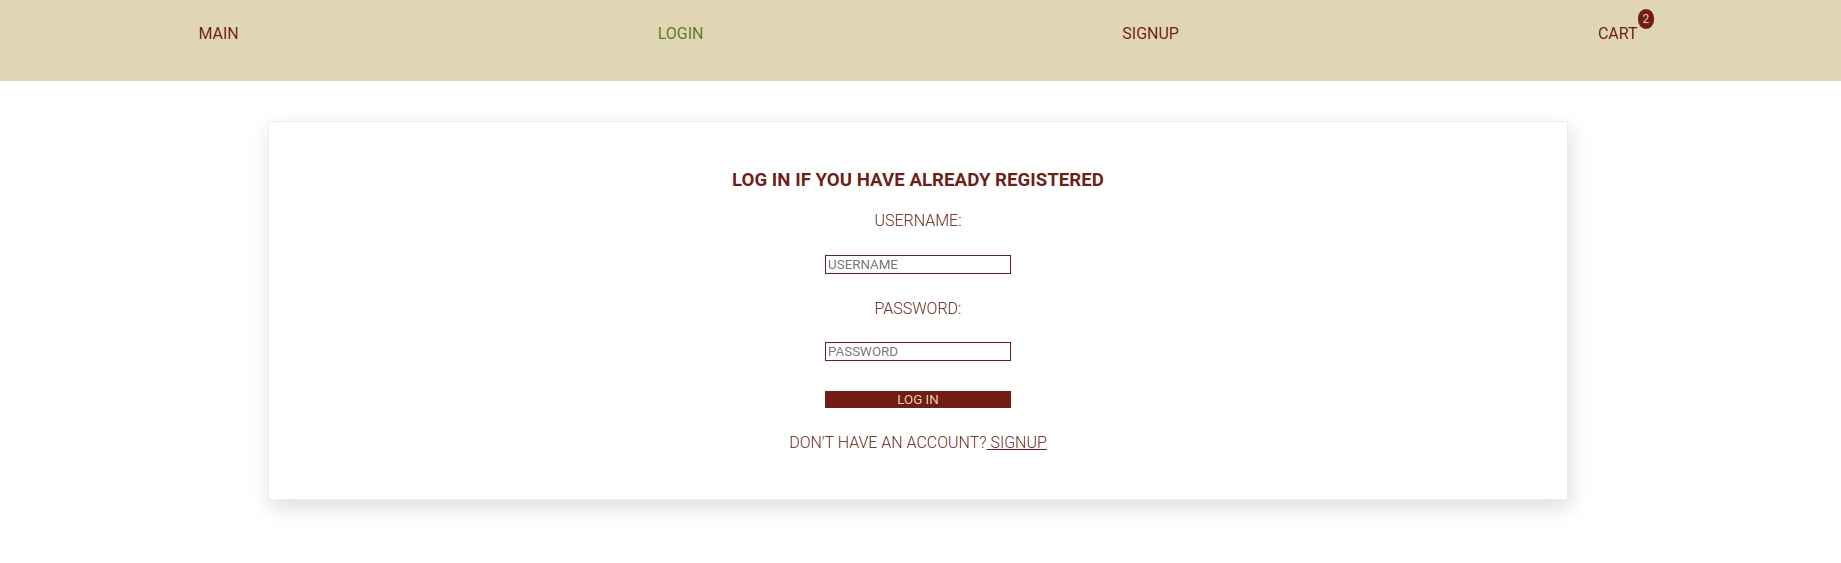 MAIN LOGIN SIGNUP CART 2
LOG IN IF YOU HAVE ALREADY REGISTERED
USERNAME:
USERNAME
PASSWORD:
PASSWORD
LOG IN
DON'T HAVE AN ACCOUNT? SIGNUP